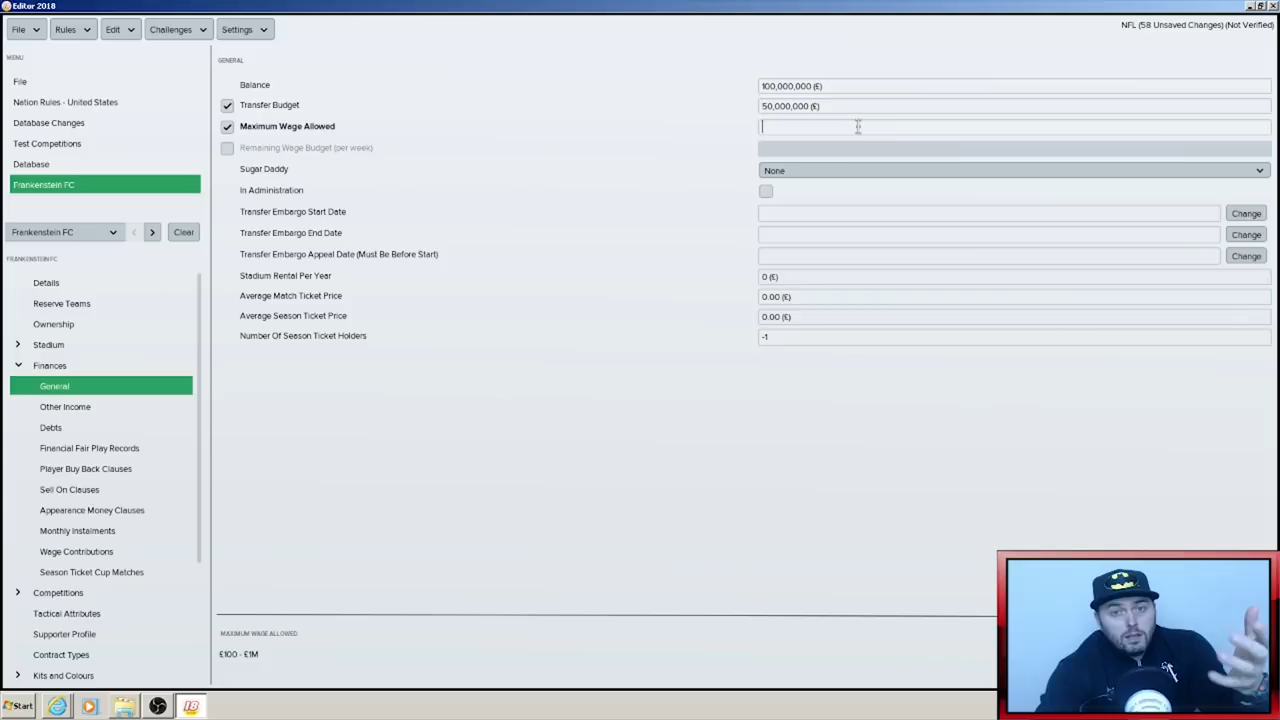 Editor 2018
File
Rules
Edit
Challenges
Settings
NFL (58 Unsaved Changes) (Not Verified)
MENU
File
Nation Rules - United States
Database Changes
Test Competitions
Database
Frankenstein FC
Frankenstein FC
Clear
FRANKENSTEIN FC
Details
Reserve Teams
Ownership
Stadium
Finances
General
Other Income
Debts
Financial Fair Play Records
Player Buy Back Clauses
Sell On Clauses
Appearance Money Clauses
Monthly Instalments
Wage Contributions
Season Ticket Cup Matches
Competitions
Tactical Attributes
Supporter Profile
Contract Types
Kits and Colours
GENERAL
Balance 100,000,000 (£)
Transfer Budget 50,000,000 (£)
Maximum Wage Allowed
Remaining Wage Budget (per week)
Sugar Daddy None
In Administration
Transfer Embargo Start Date Change
Transfer Embargo End Date Change
Transfer Embargo Appeal Date (Must Be Before Start) Change
Stadium Rental Per Year 0 (£)
Average Match Ticket Price 0.00 (£)
Average Season Ticket Price 0.00 (£)
Number Of Season Ticket Holders -1
MAXIMUM WAGE ALLOWED
£100 - £1M
Start
18